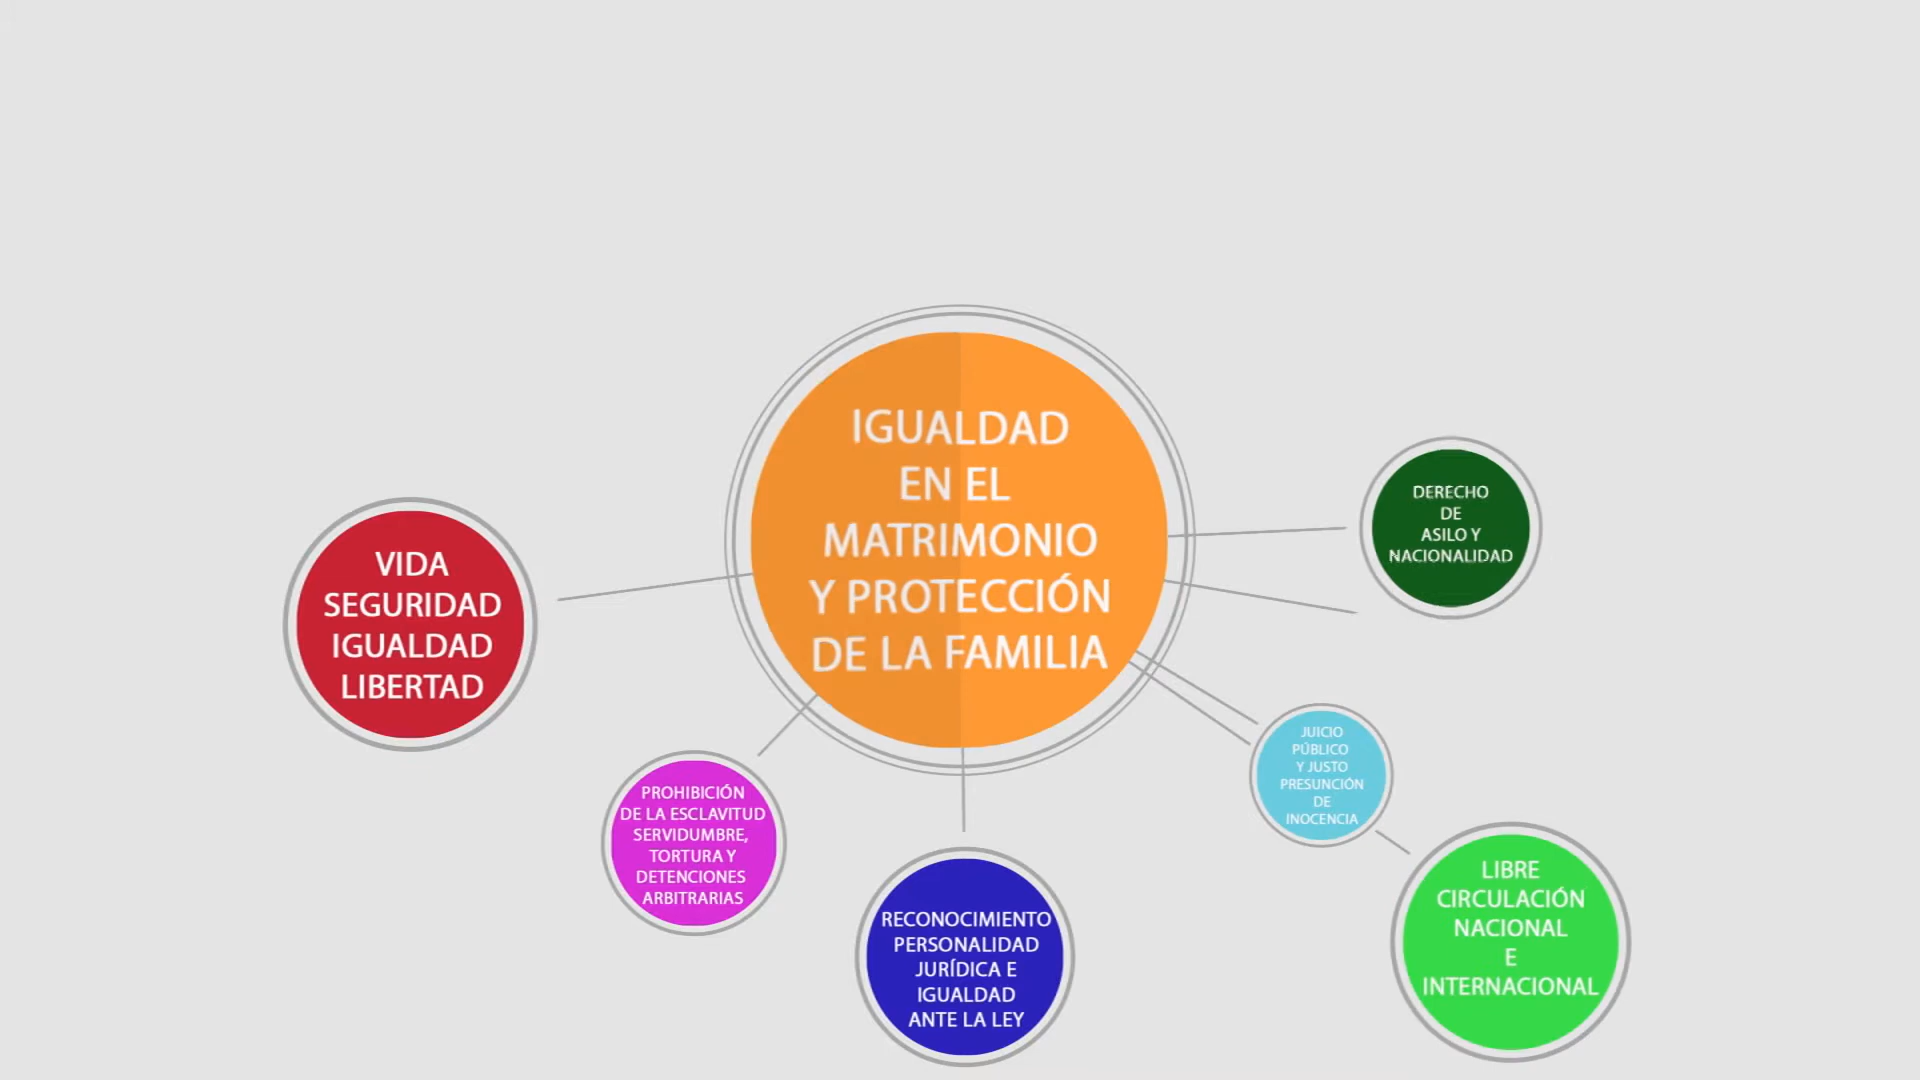 IGUALDAD
EN EL
MATRIMONIO
Y PROTECCIÓN
DE LA FAMILIA
VIDA
SEGURIDAD
IGUALDAD
LIBERTAD
DERECHO
DE
ASILO Y
NACIONALIDAD
PROHIBICIÓN
DE LA ESCLAVITUD
SERVIDUMBRE,
TORTURA Y
DETENCIONES
ARBITRARIAS
RECONOCIMIENTO
PERSONALIDAD
JURÍDICA E
IGUALDAD
ANTE LA LEY
JUICIO
PÚBLICO
Y JUSTO
PRESUNCIÓN
DE
INOCENCIA
LIBRE
CIRCULACIÓN
NACIONAL
E
INTERNACIONAL